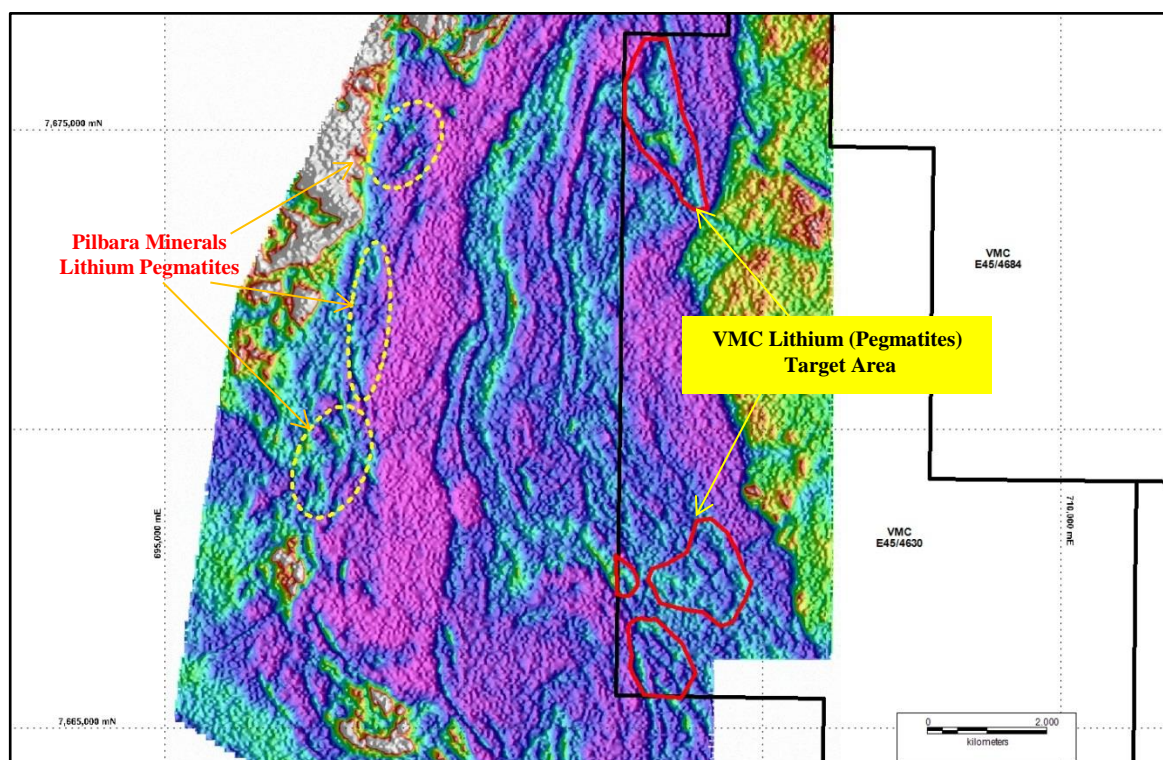 7,675,000 mN
Pilbara Minerals
Lithium Pegmatites
VMC
E45/4684
VMC Lithium (Pegmatites)
Target Area
695,000 mE
VMC
E45/4630
710,000 mE
7,665,000 mN
0 2,000
kilometers